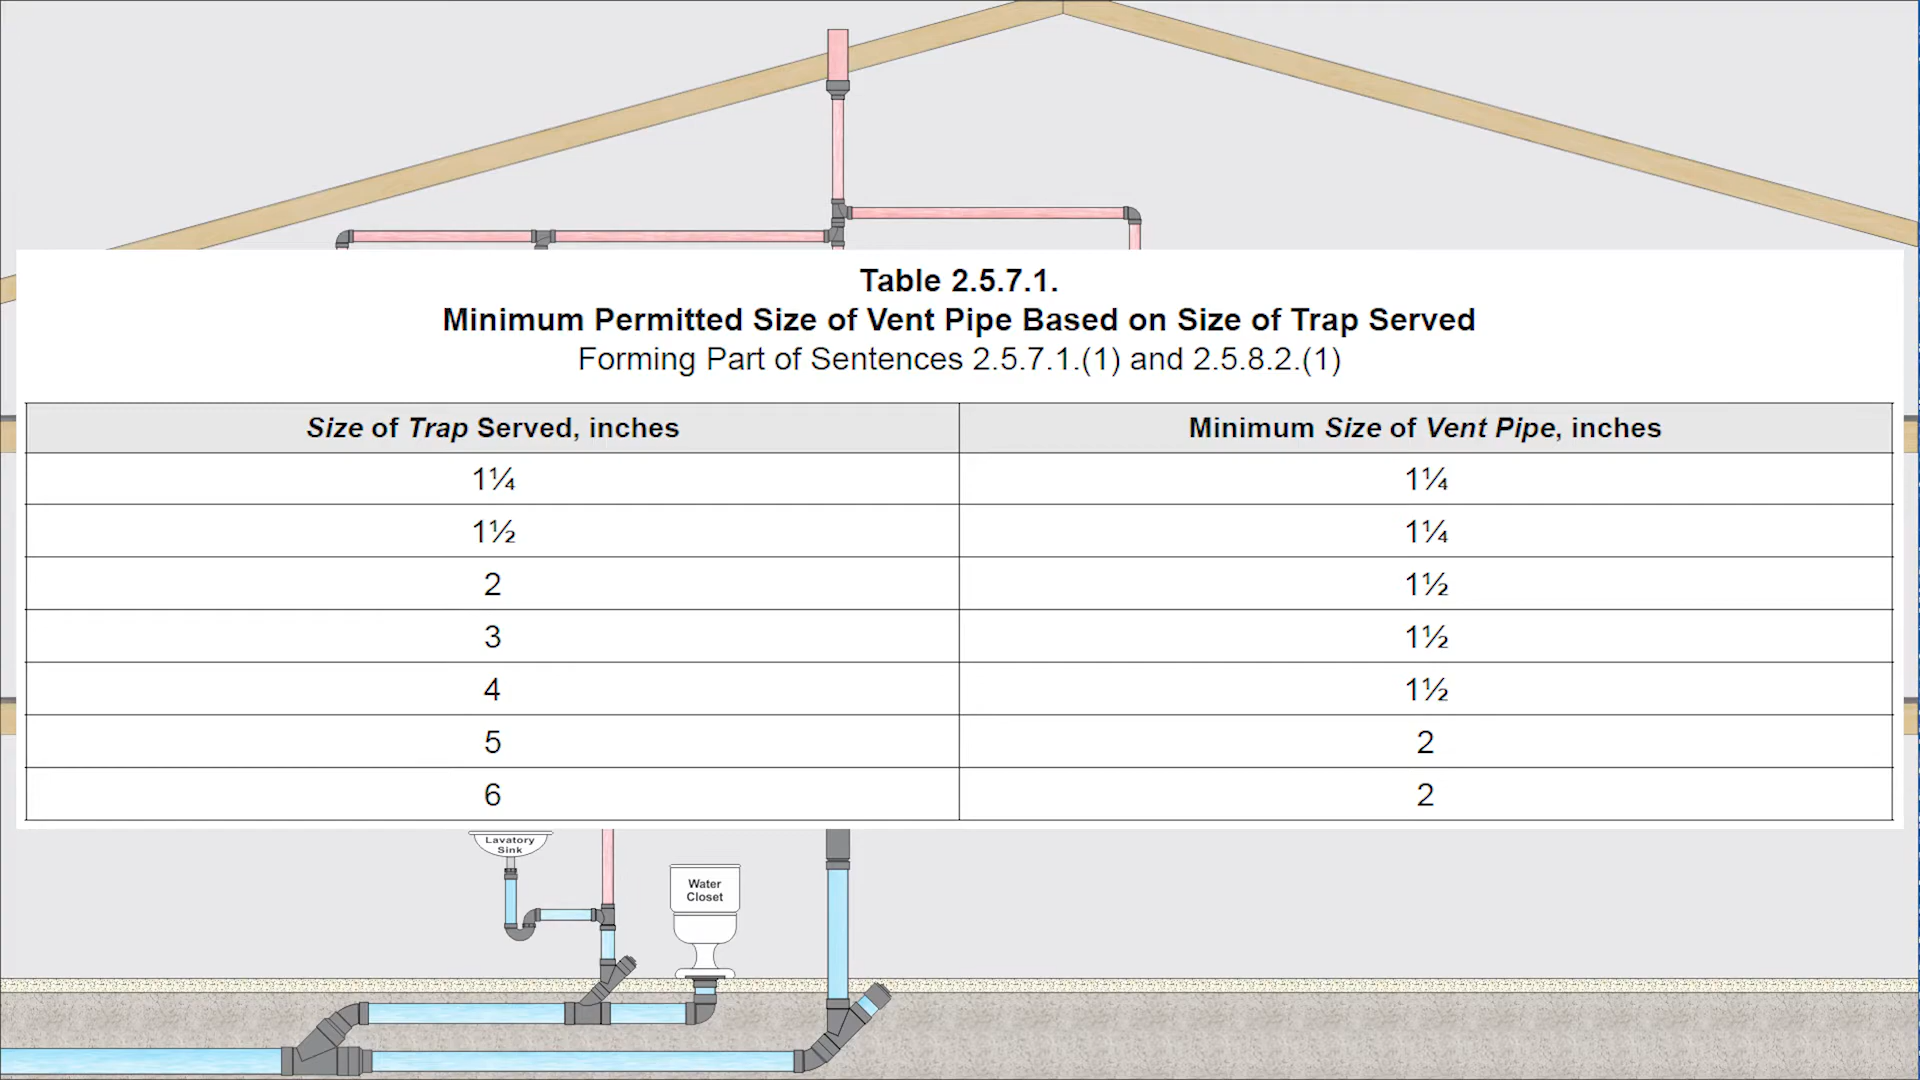 Table 2.5.7.1.
Minimum Permitted Size of Vent Pipe Based on Size of Trap Served
Forming Part of Sentences 2.5.7.1.(1) and 2.5.8.2.(1)
Size of Trap Served, inches Minimum Size of Vent Pipe, inches
1¼ 1¼
1½ 1¼
2 1½
3 1½
4 1½
5 2
6 2
Lavatory
Sink
Water
Closet